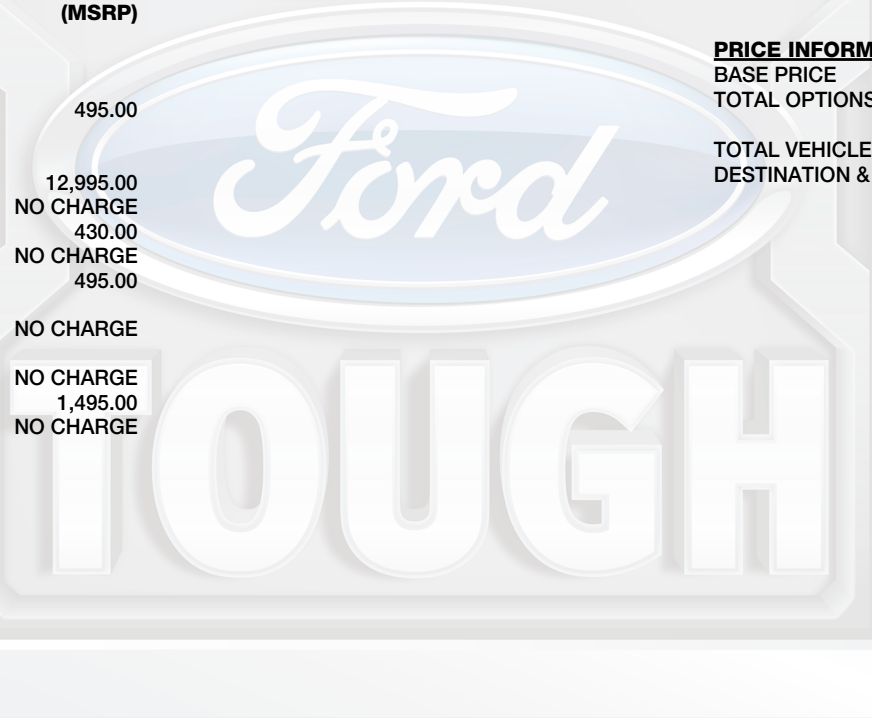 (MSRP)
495.00
12,995.00
NO CHARGE
430.00
NO CHARGE
495.00
NO CHARGE
NO CHARGE
1,495.00
NO CHARGE
PRICE INFORM
BASE PRICE
TOTAL OPTIONS
TOTAL VEHICLE
DESTINATION &
Ford
TOUGH